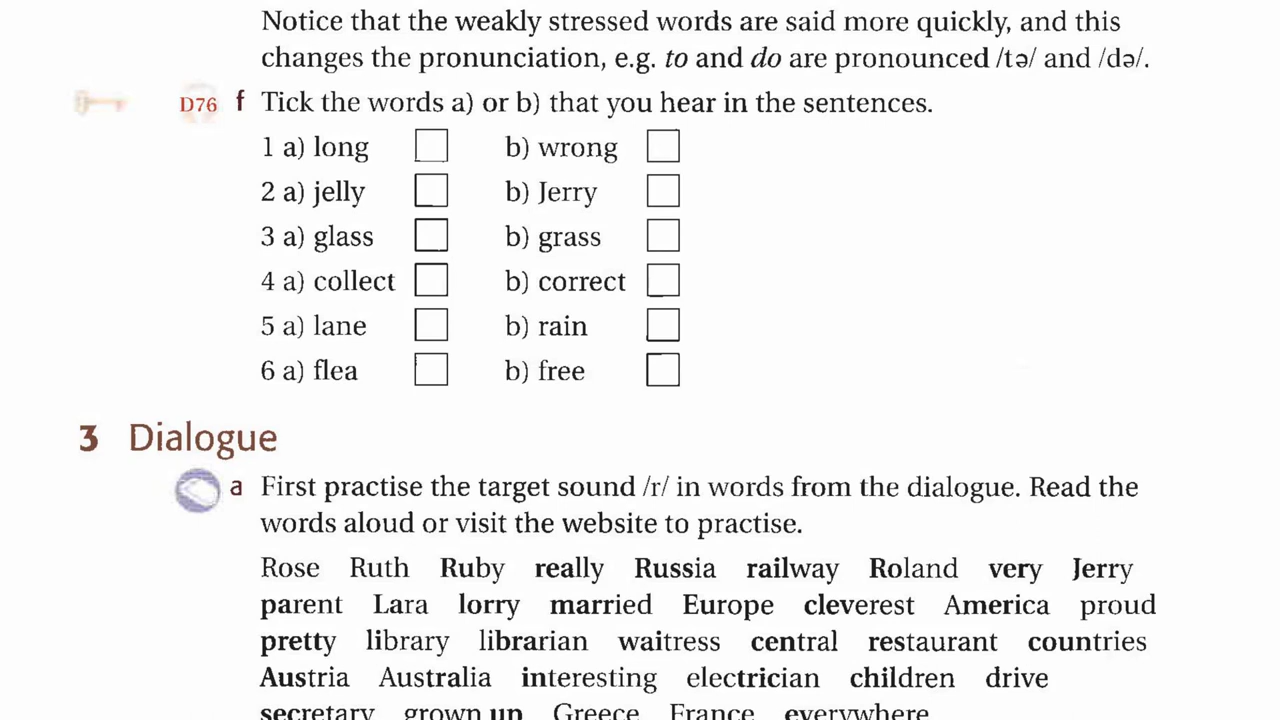 Notice that the weakly stressed words are said more quickly, and this
changes the pronunciation, e.g. to and do are pronounced /tə/ and /də/.
D76 f Tick the words a) or b) that you hear in the sentences.
1 a) long b) wrong
2 a) jelly b) Jerry
3 a) glass b) grass
4 a) collect b) correct
5 a) lane b) rain
6 a) flea b) free
3 Dialogue
a First practise the target sound /r/ in words from the dialogue. Read the
words aloud or visit the website to practise.
Rose Ruth Ruby really Russia railway Roland very Jerry
parent Lara lorry married Europe cleverest America proud
pretty library librarian waitress central restaurant countries
Austria Australia interesting electrician children drive
secretary grown up Greece France everywhere